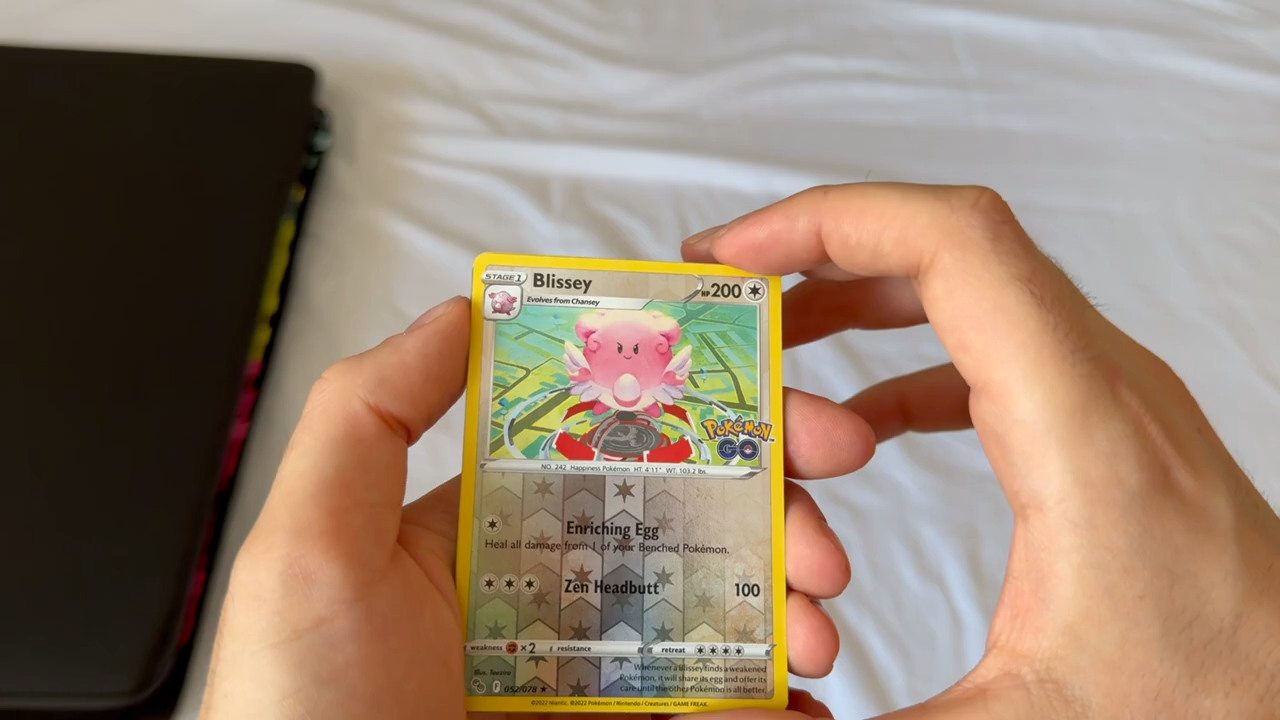 STAGE 1
Blissey
HP 200
Evolves from Chansey
Pokémon
GO
NO. 242 Happiness Pokémon HT: 4'11" WT: 103.2 lbs.
Enriching Egg
Heal all damage from 1 of your Benched Pokémon.
Zen Headbutt 100
weakness ×2 resistance retreat
Illus. Teeziro
Whenever a Blissey finds a weakened
Pokémon, it will share its egg and offer its
care until the other Pokémon is all better.
052/078 ★
©2022 Niantic. ©2022 Pokémon / Nintendo / Creatures / GAME FREAK.